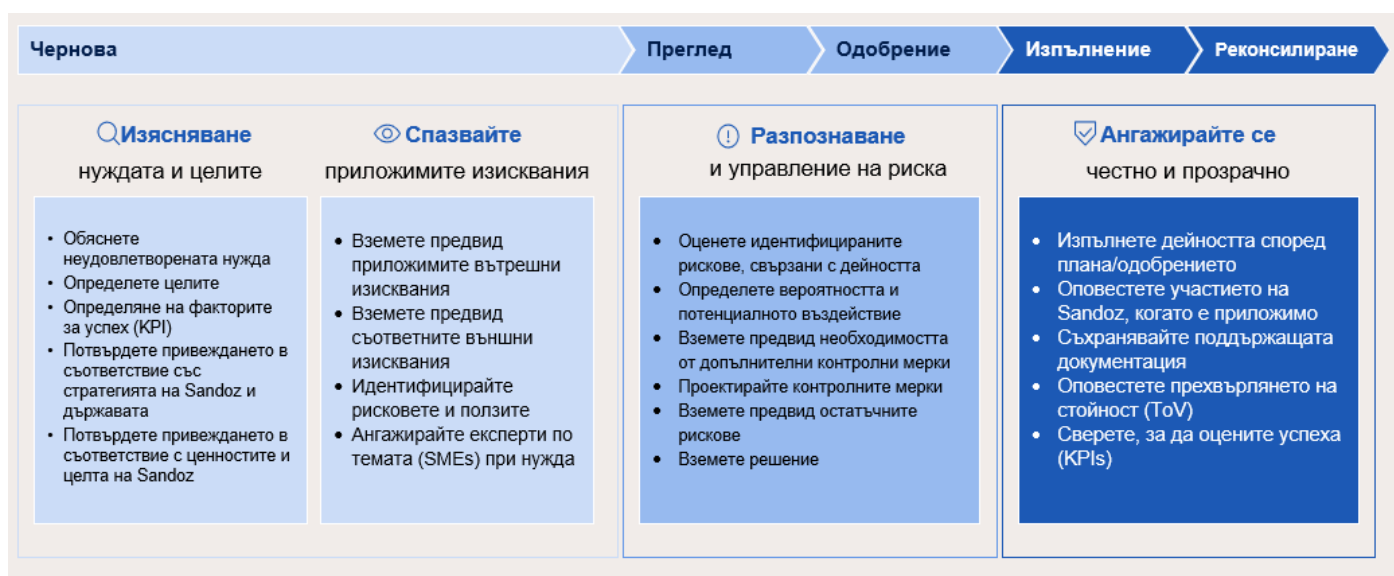 Чернова
Преглед
Одобрение
Изпълнение
Реконсилиране
Изясняване
нуждата и целите
• Обяснете
неудовлетворената нужда
• Определете целите
• Определяне на факторите
за успех (KPI)
• Потвърдете привеждането в
съответствие със
стратегията на Sandoz и
държавата
• Потвърдете привеждането в
съответствие с ценностите и
целта на Sandoz
Спазвайте
приложимите изисквания
• Вземете предвид
приложимите вътрешни
изисквания
• Вземете предвид
съответните външни
изисквания
• Идентифицирайте
рисковете и ползите
• Ангажирайте експерти по
темата (SMEs) при нужда
Разпознаване
и управление на риска
• Оценете идентифицираните
рискове, свързани с дейността
• Определете вероятността и
потенциалното въздействие
• Вземете предвид необходимостта
от допълнителни контролни мерки
• Проектирайте контролните мерки
• Вземете предвид остатъчните
рискове
• Вземете решение
Ангажирайте се
честно и прозрачно
• Изпълнете дейността според
плана/одобрението
• Оповестете участието на
Sandoz, когато е приложимо
• Съхранявайте поддържащата
документация
• Оповестете прехвърлянето на
стойност (ToV)
• Сверете, за да оцените успеха
(KPIs)